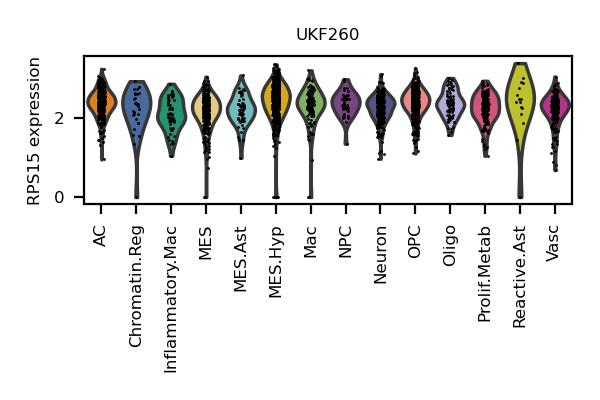 UKF260
RPS15 expression
2
0
AC
Chromatin.Reg
Inflammatory.Mac
MES
MES.Ast
MES.Hyp
Mac
NPC
Neuron
OPC
Oligo
Prolif.Metab
Reactive.Ast
Vasc